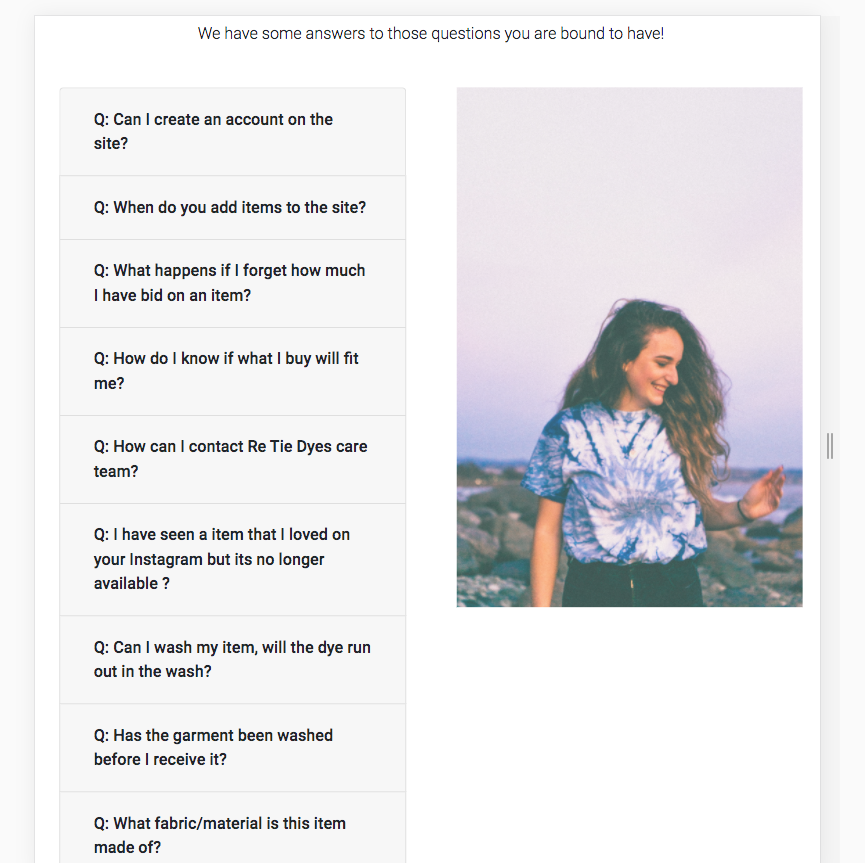 We have some answers to those questions you are bound to have!
Q: Can I create an account on the
site?
Q: When do you add items to the site?
Q: What happens if I forget how much
I have bid on an item?
Q: How do I know if what I buy will fit
me?
Q: How can I contact Re Tie Dyes care
team?
Q: I have seen a item that I loved on
your Instagram but its no longer
available ?
Q: Can I wash my item, will the dye run
out in the wash?
Q: Has the garment been washed
before I receive it?
Q: What fabric/material is this item
made of?